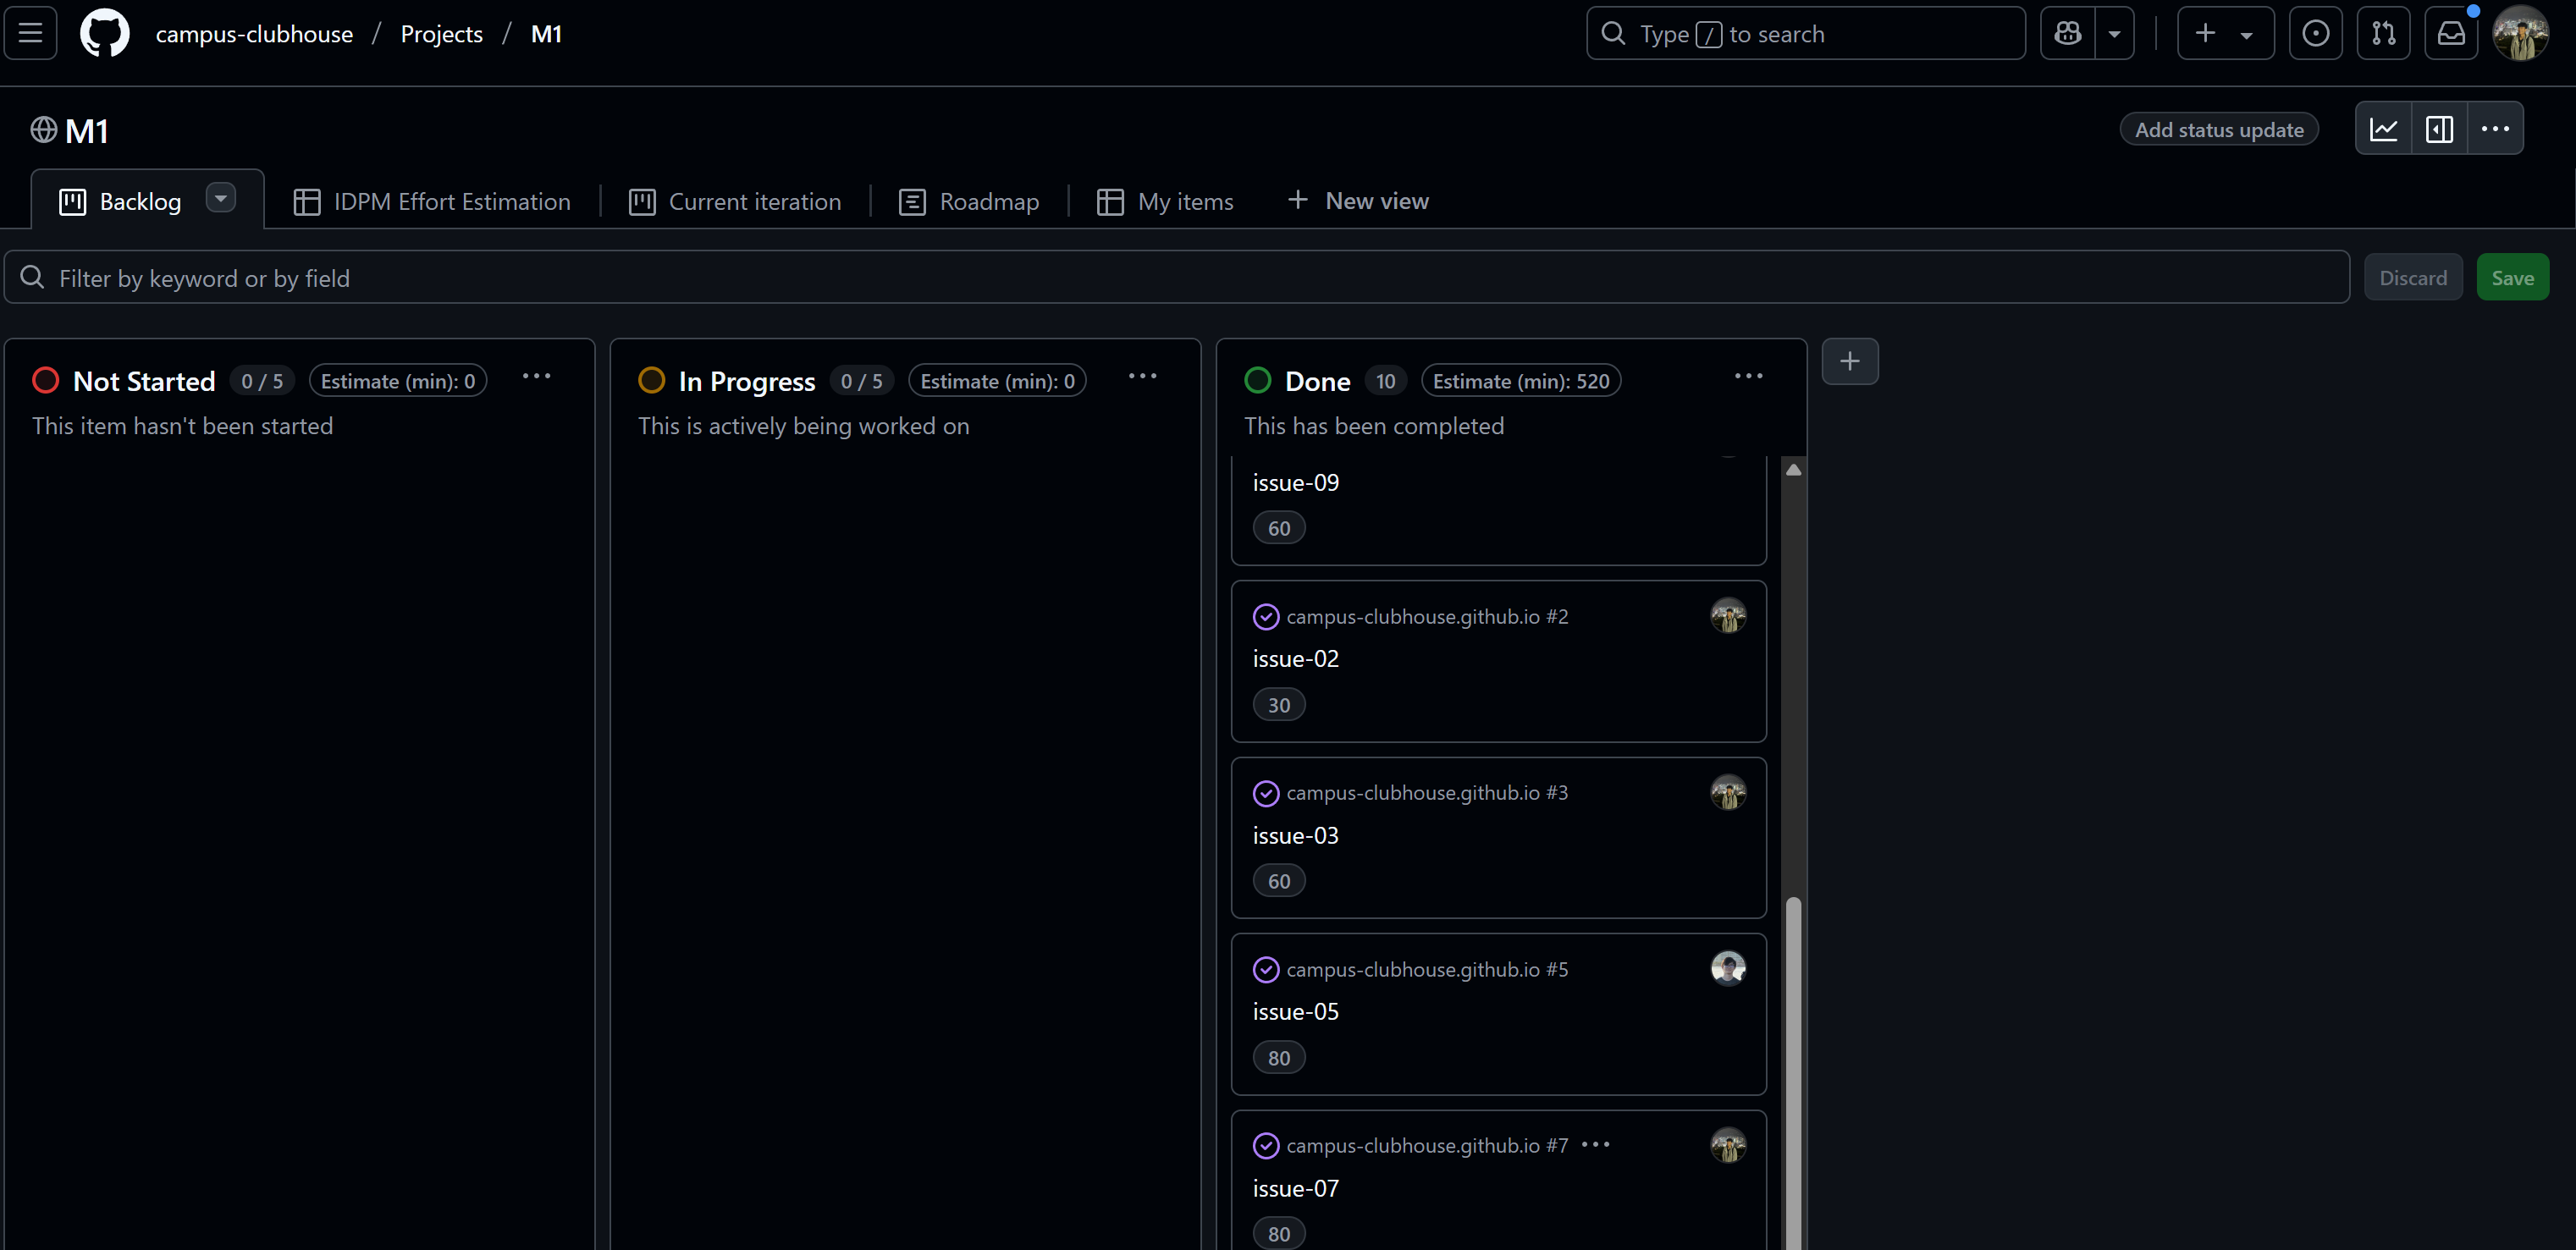 campus-clubhouse / Projects / M1
Type / to search
M1
Add status update
Backlog
IDPM Effort Estimation
Current iteration
Roadmap
My items
New view
Filter by keyword or by field
Discard
Save
Not Started 0 / 5 Estimate (min): 0
This item hasn't been started
In Progress 0 / 5 Estimate (min): 0
This is actively being worked on
Done 10 Estimate (min): 520
This has been completed
issue-09
60
campus-clubhouse.github.io #2
issue-02
30
campus-clubhouse.github.io #3
issue-03
60
campus-clubhouse.github.io #5
issue-05
80
campus-clubhouse.github.io #7
issue-07
80